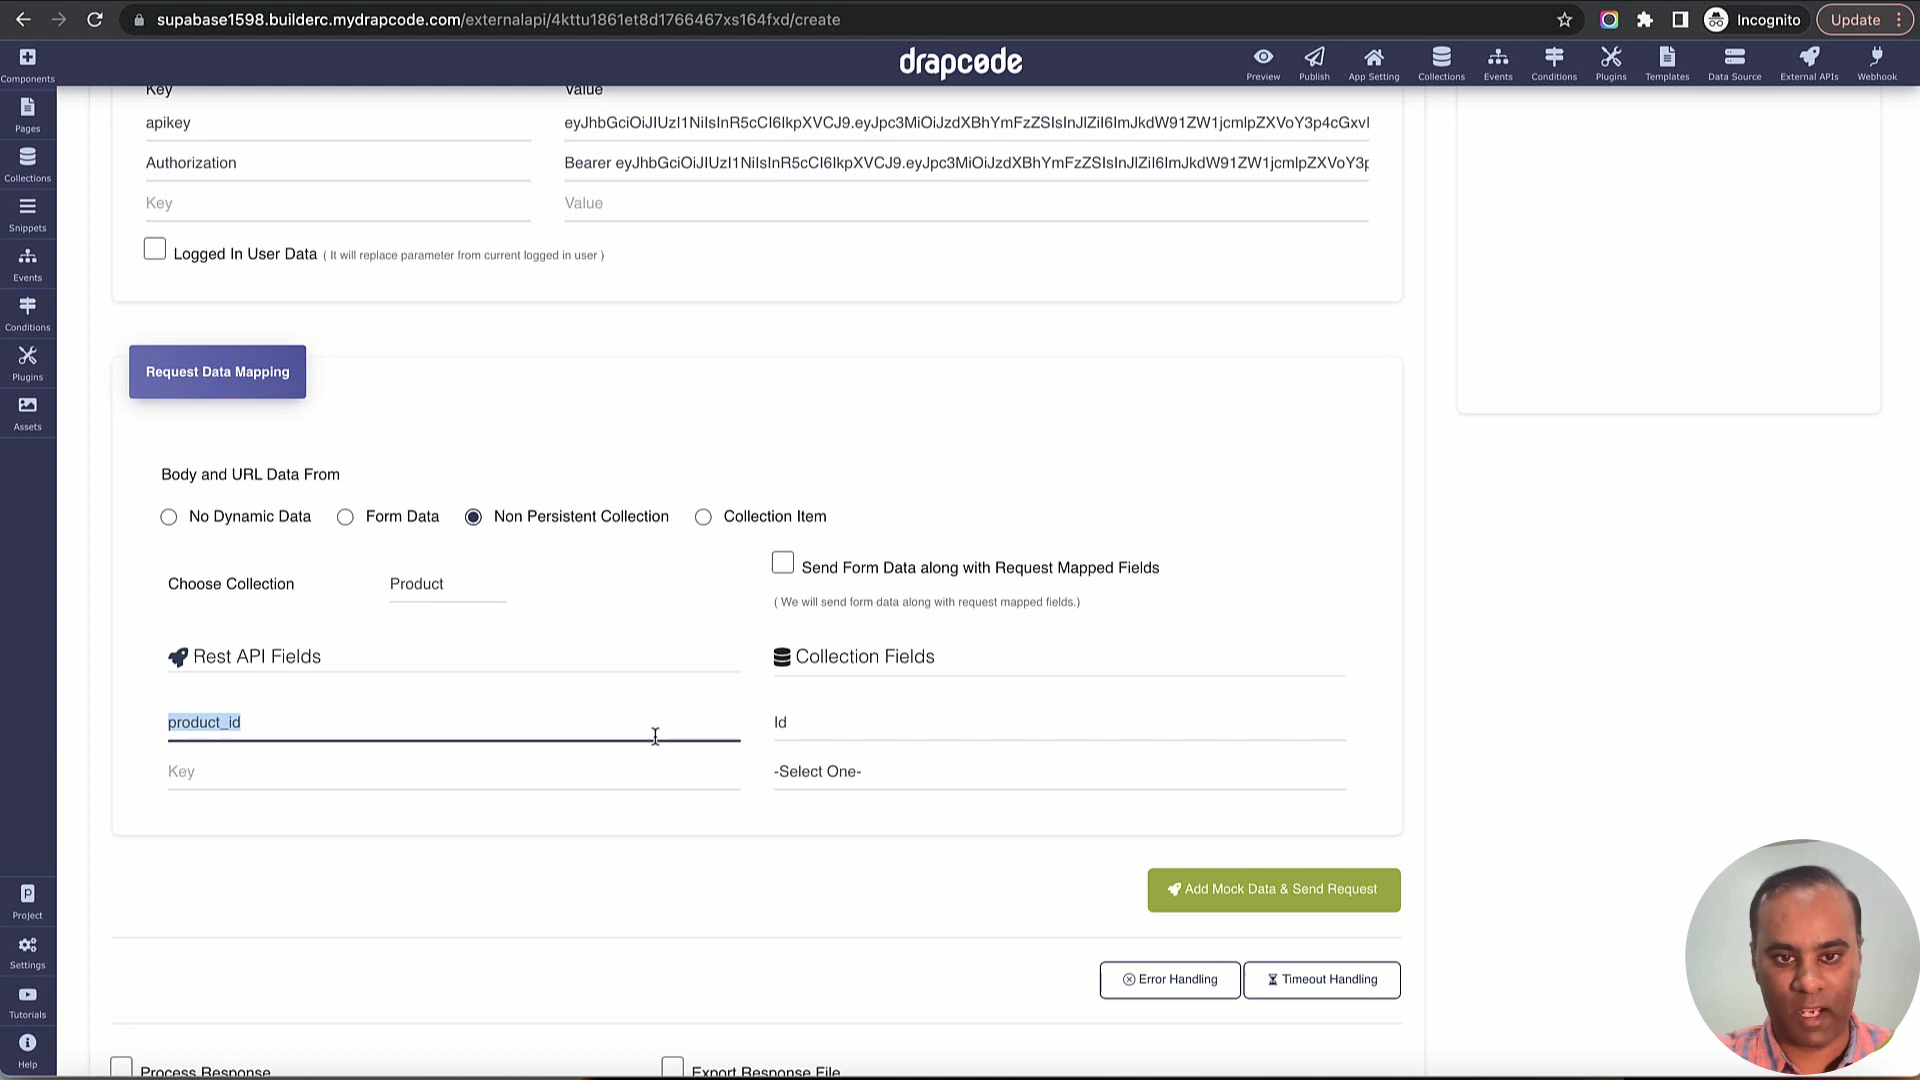 supabase1598.builderc.mydrapcode.com/externalapi/4kttu1861et8d1766467xs164fxd/create
Incognito
Update
Components
drapcode
Preview
Publish
App Setting
Collections
Events
Conditions
Plugins
Templates
Data Source
External APIs
Webhook
Pages
Collections
Snippets
Events
Conditions
Plugins
Assets
Project
Settings
Tutorials
Help
Key
Value
apikey
Authorization
Key
Value
Logged In User Data ( It will replace parameter from current logged in user )
Request Data Mapping
Body and URL Data From
No Dynamic Data
Form Data
Non Persistent Collection
Collection Item
Choose Collection
Product
Send Form Data along with Request Mapped Fields
( We will send form data along with request mapped fields.)
Rest API Fields
Collection Fields
product_id
Id
Key
-Select One-
Add Mock Data & Send Request
Error Handling
Timeout Handling
Process Response
Export Response File